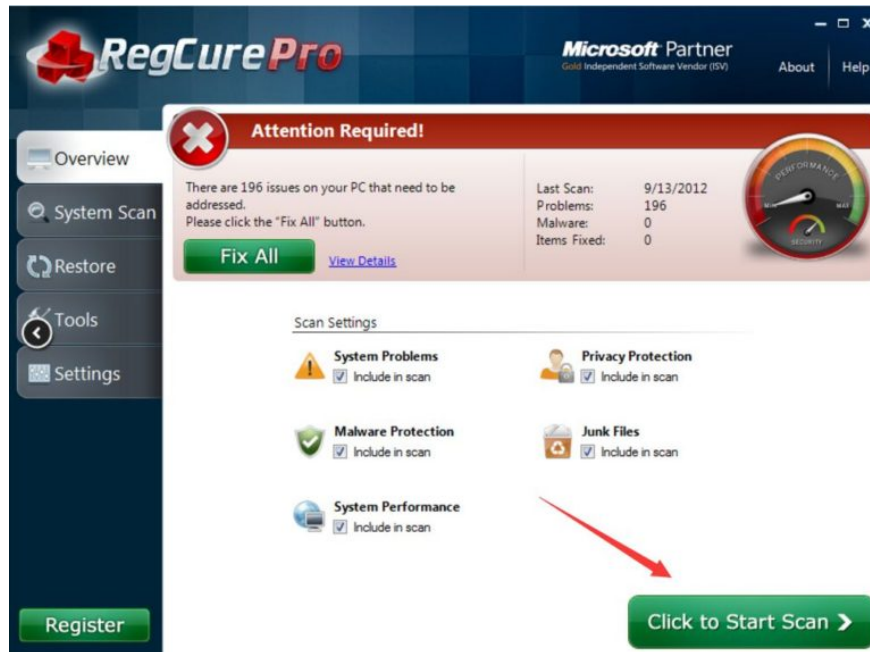 RegCure Pro
Microsoft Partner
Gold Independent Software Vendor (ISV)
About
Help
Overview
System Scan
Restore
Tools
Settings
Register
Attention Required!
There are 196 issues on your PC that need to be
addressed.
Please click the "Fix All" button.
Fix All
View Details
Last Scan: 9/13/2012
Problems: 196
Malware: 0
Items Fixed: 0
PERFORMANCE
MIN
MAX
SECURITY
Scan Settings
System Problems
Include in scan
Privacy Protection
Include in scan
Malware Protection
Include in scan
Junk Files
Include in scan
System Performance
Include in scan
Click to Start Scan